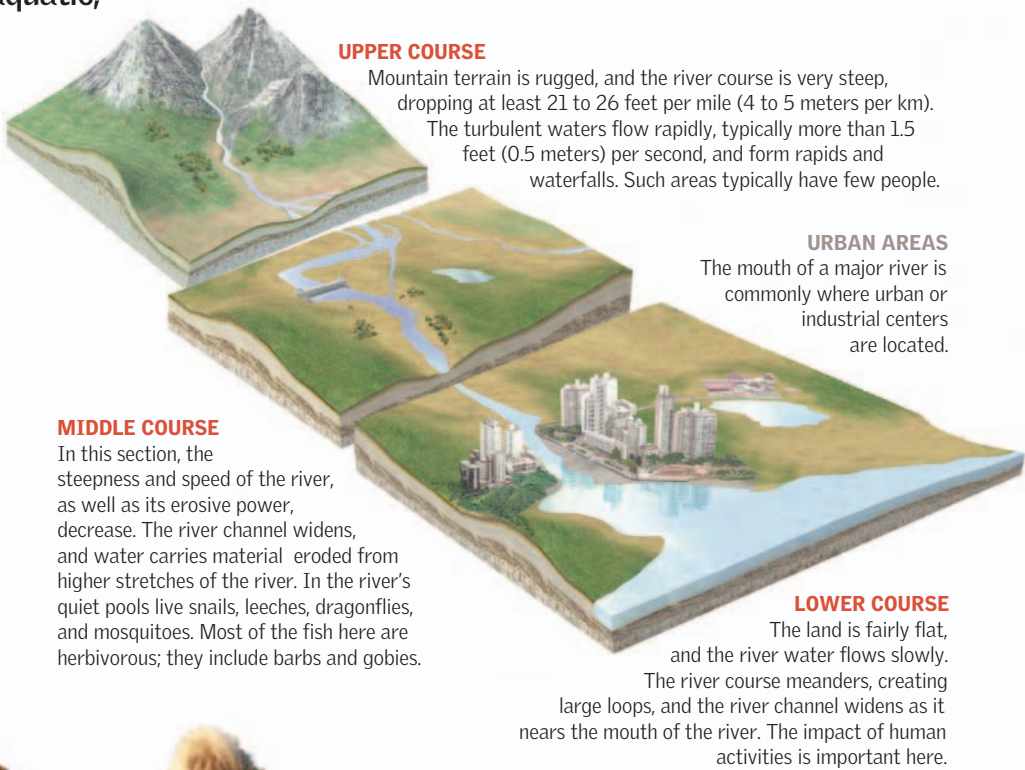 aquatic,
UPPER COURSE
Mountain terrain is rugged, and the river course is very steep,
dropping at least 21 to 26 feet per mile (4 to 5 meters per km).
The turbulent waters flow rapidly, typically more than 1.5
feet (0.5 meters) per second, and form rapids and
waterfalls. Such areas typically have few people.
URBAN AREAS
The mouth of a major river is
commonly where urban or
industrial centers
are located.
MIDDLE COURSE
In this section, the
steepness and speed of the river,
as well as its erosive power,
decrease. The river channel widens,
and water carries material eroded from
higher stretches of the river. In the river's
quiet pools live snails, leeches, dragonflies,
and mosquitoes. Most of the fish here are
herbivorous; they include barbs and gobies.
LOWER COURSE
The land is fairly flat,
and the river water flows slowly.
The river course meanders, creating
large loops, and the river channel widens as it
nears the mouth of the river. The impact of human
activities is important here.